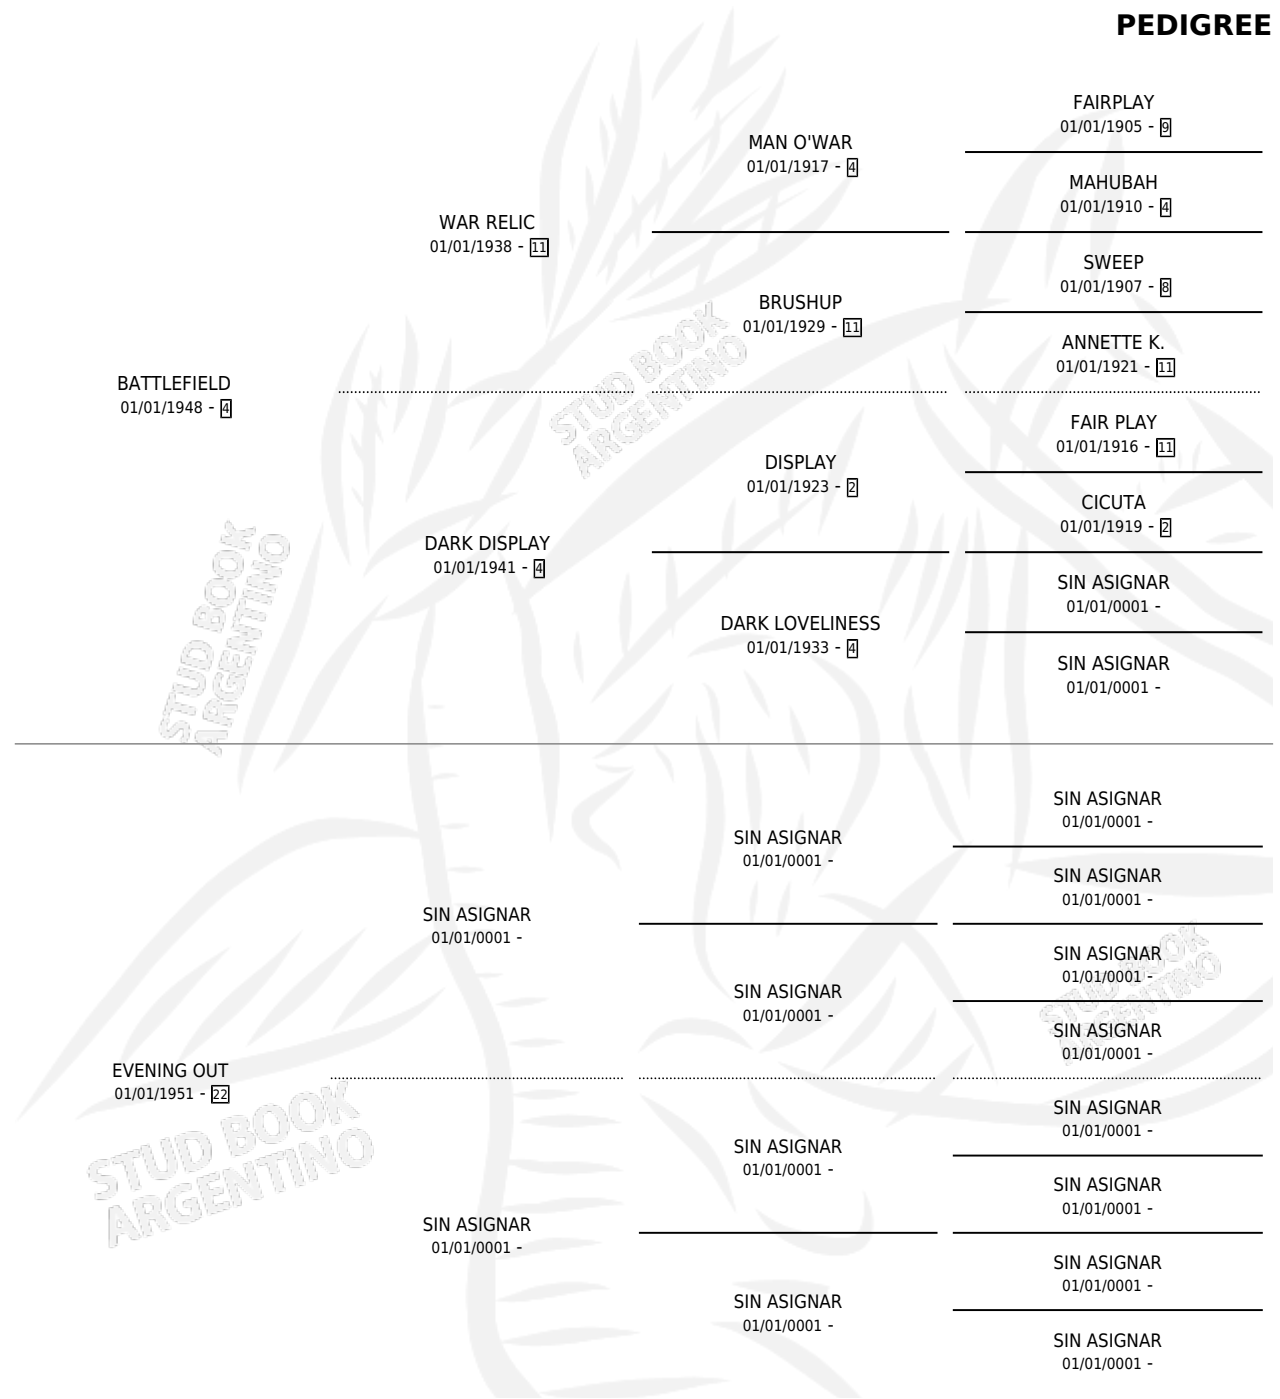 PEDIGREE
FAIRPLAY
01/01/1905 - 9
MAN O'WAR
01/01/1917 - 4
MAHUBAH
01/01/1910 - 4
WAR RELIC
01/01/1938 - 11
SWEEP
01/01/1907 - 8
BRUSHUP
01/01/1929 - 11
ANNETTE K.
01/01/1921 - 11
BATTLEFIELD
01/01/1948 - 4
FAIR PLAY
01/01/1916 - 11
DISPLAY
01/01/1923 - 2
CICUTA
01/01/1919 - 2
DARK DISPLAY
01/01/1941 - 4
SIN ASIGNAR
01/01/0001 -
DARK LOVELINESS
01/01/1933 - 4
SIN ASIGNAR
01/01/0001 -
SIN ASIGNAR
01/01/0001 -
SIN ASIGNAR
01/01/0001 -
SIN ASIGNAR
01/01/0001 -
SIN ASIGNAR
01/01/0001 -
SIN ASIGNAR
01/01/0001 -
SIN ASIGNAR
01/01/0001 -
SIN ASIGNAR
01/01/0001 -
EVENING OUT
01/01/1951 - 22
SIN ASIGNAR
01/01/0001 -
SIN ASIGNAR
01/01/0001 -
SIN ASIGNAR
01/01/0001 -
SIN ASIGNAR
01/01/0001 -
SIN ASIGNAR
01/01/0001 -
SIN ASIGNAR
01/01/0001 -
SIN ASIGNAR
01/01/0001 -
STUD BOOK
ARGENTINO
STUD BOOK
ARGENTINO
STUD BOOK
ARGENTINO
STUD BOOK
ARGENTINO